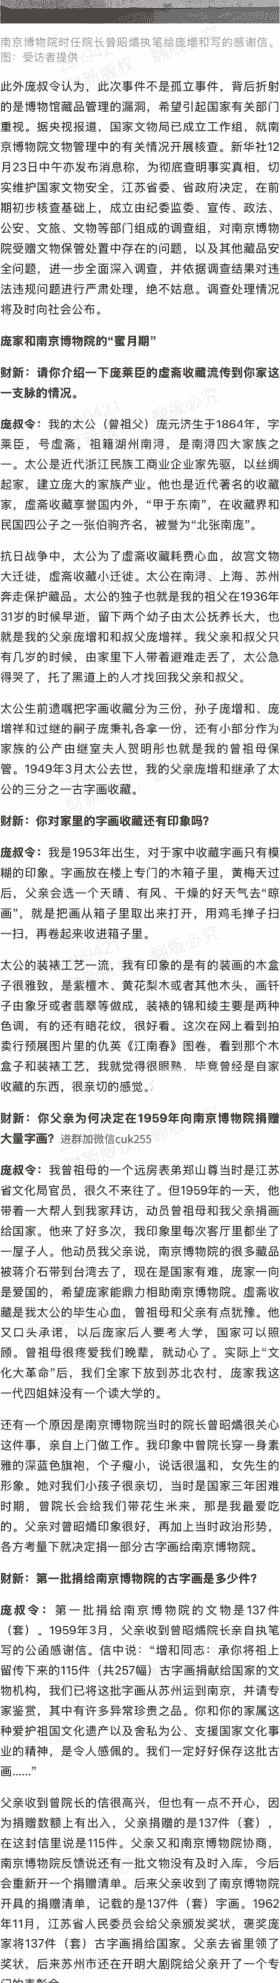 南京博物院时任院长曾昭燏执笔给庞增和写的感谢信。
图：受访者提供
此外庞叔令认为，此次事件不是孤立事件，背后折射
的是博物馆藏品管理的漏洞，希望引起国家有关部门
重视。据央视报道，国家文物局已成立工作组，就南
京博物院文物管理中的有关情况开展核查。新华社12
月23日中午亦发布消息称，为彻底查明事实真相，切
实维护国家文物安全，江苏省委、省政府决定，在前
期初步核查基础上，成立由纪委监委、宣传、政法、
公安、文旅、文物等部门组成的调查组，对南京博物
院受赠文物保管处置中存在的问题，以及其他藏品安
全问题，进一步全面深入调查，并依据调查结果对违
法违规问题进行严肃处理，绝不姑息。调查处理情况
将及时向社会公布。
庞家和南京博物院的“蜜月期”
财新：请你介绍一下庞莱臣的虚斋收藏流传到你家这
一支脉的情况。
庞叔令：我的太公（曾祖父）庞元济生于1864年，字
莱臣，号虚斋，祖籍湖州南浔，是南浔四大家族之
一。太公是近代浙江民族工商业企业家先驱，以丝绸
起家，建立庞大的家族产业。他也是近代著名的收藏
家，虚斋收藏享誉国内外，“甲于东南”，在收藏界和
民国四公子之一张伯驹齐名，被誉为“北张南庞”。
抗日战争中，太公为了虚斋收藏耗费心血，故宫文物
大迁徙，虚斋收藏小迁徙。太公在南浔、上海、苏州
奔走保护藏品。太公的独子也就是我的祖父在1936年
31岁的时候早逝，留下两个幼子由太公抚养长大，也
就是我的父亲庞增和和叔父庞增祥。我父亲和叔父只
有几岁的时候，由家里下人带着避难走丢了，太公急
得哭了，托了黑道上的人才找回我父亲和叔父。
太公生前遗嘱把字画收藏分为三份，孙子庞增和、庞
增祥和过继的嗣子庞秉礼各拿一份，还有小部分作为
家族的公产由继室夫人贺明彤也就是我的曾祖母保
管。1949年3月太公去世，我的父亲庞增和继承了太
公的三分之一古字画收藏。
财新：你对家里的字画收藏还有印象吗？
庞叔令：我是1953年出生，对于家中收藏字画只有模
糊的印象。字画放在楼上专门的木箱子里，黄梅天过
后，父亲会选一个天晴、有风、干燥的好天气去“晾
画”，就是把画从箱子里取出来打开，用鸡毛掸子扫
一扫，再卷起来收进箱子里。
太公的装裱工艺一流，我有印象的是有的装画的木盒
子很雅致，是紫檀木、黄花梨木或者其他木头，画钎
子由象牙或者翡翠等做成，装裱的锦和绫主要是两种
色调，有的还有暗花纹，很好看。这次在网上看到拍
卖行预展图片里的仇英《江南春》图卷，看到那个木
盒子和装裱工艺，我就觉得很眼熟，毕竟曾经是自家
收藏的东西，很亲切的感觉。
财新：你父亲为何决定在1959年向南京博物院捐赠
大量字画？进群加微信cuk255
庞叔令：我曾祖母的一个远房表弟郑山尊当时是江苏
省文化局官员，很久不来往了。但1959年的一天，他
带着一大帮人到我家拜访，动员曾祖母和我父亲捐画
给国家。他来了好多次，我印象里每次客厅里都坐了
一屋子人。他动员我父亲说，南京博物院的很多藏品
被蒋介石带到台湾去了，现在是国家有难，庞家一向
是爱国的，希望庞家能鼎力相助南京博物院。虚斋收
藏是我太公的毕生心血，曾祖母和父亲有点犹豫。他
又口头承诺，以后庞家后人要考大学，国家可以照
顾。曾祖母很疼爱我们晚辈，就动心了。实际上“文
化大革命”后，我们全家下放到苏北农村，庞家我这
一代四姐妹没有一个读大学的。
还有一个原因是南京博物院当时的院长曾昭燏很关心
这件事，亲自上门做工作。我印象中曾院长穿一身素
雅的深蓝色旗袍，个子瘦小，说话很温和，女先生的
形象。她对我们小孩子很亲切，当时是国家三年困难
时期，曾院长会给我们带花生米来，那是我最爱吃
的。父亲对曾昭燏印象很好，再加上当时政治形势，
各方考量下就决定捐一部分古字画给南京博物院。
财新：第一批捐给南京博物院的古字画是多少件？
庞叔令：第一批捐给南京博物院的文物是137件
（套）。1959年3月，父亲收到曾昭燏院长亲自执笔
写的公函感谢信。信中说：“增和同志：承你将祖上
留传下来的115件（共257幅）古字画捐献给国家的文
物机构，我们已将这批字画从苏州运到南京，并请专
家鉴赏，其中有许多异常珍贵之品。你和你的家属这
种爱护祖国文化遗产以及舍私为公、支援国家文化事
业的精神，是令人感佩的。我们一定好好保存这批古
画……”
父亲收到曾院长的信很高兴，但也有一点不开心，因
为捐赠数额上有出入，父亲捐赠的是137件（套），
在这封信里说是115件。父亲又和南京博物院协商，
南京博物院反馈说还有一批文物没有及时入库，今后
会重新开一个捐赠清单。后来父亲收到了南京博物院
开具的捐赠清单，记载的是137件（套）字画。1962
年11月，江苏省人民委员会给父亲颁发奖状，褒奖庞
家将137件（套）古字画捐给国家。父亲去省里领了
奖状，后来苏州市还在开明大剧院给父亲开了一个专